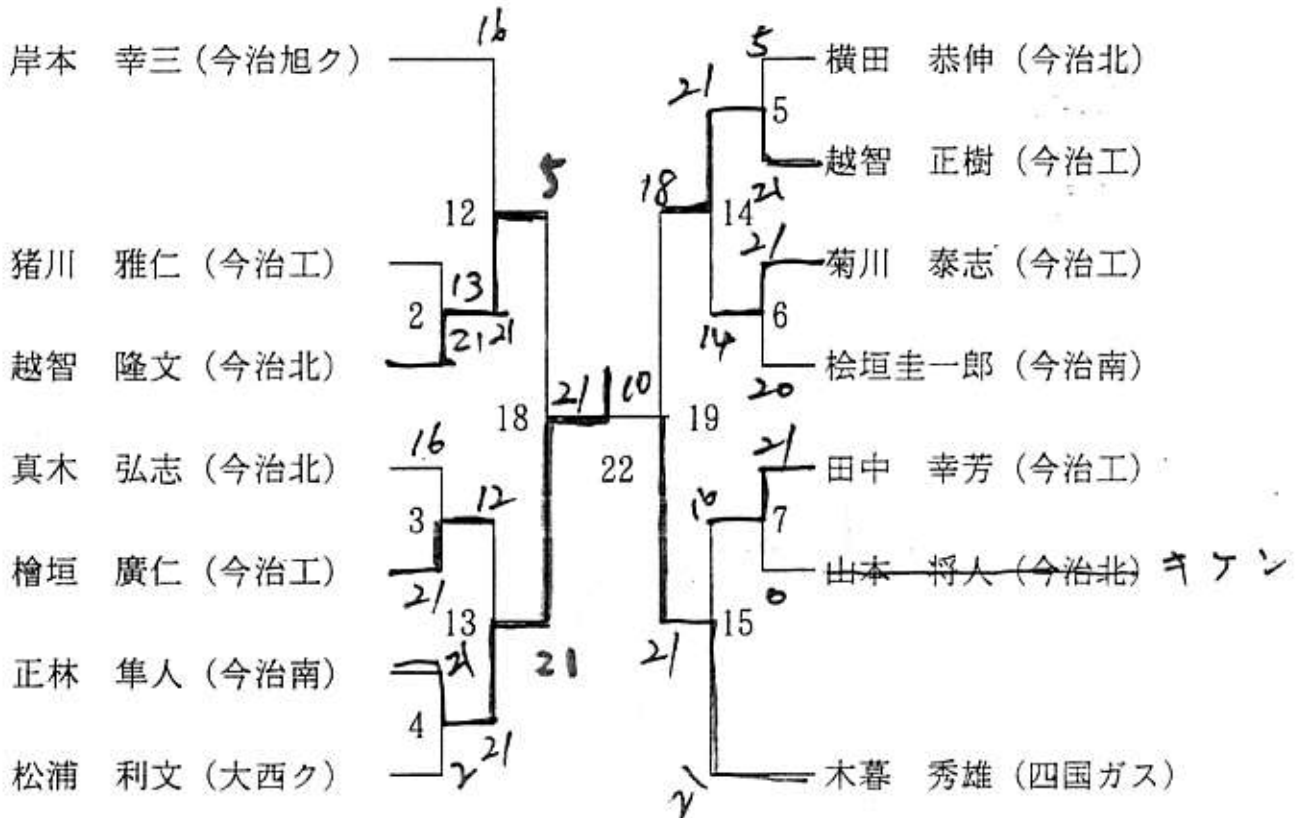 16 5
岸本 幸三 (今治旭ク) 横田 恭伸 (今治北)
21 5
5 18 越智 正樹 (今治工)
12 14 21
猪川 雅仁 (今治工) 21 菊川 泰志 (今治工)
13
2 21 21 14 6
越智 隆文 (今治北) 桧垣圭一郎 (今治南)
21 10 20
18 19
16 21
真木 弘志 (今治北) 22 田中 幸芳 (今治工)
12
3 7
檜垣 廣仁 (今治工) 山本 将人 (今治北) キケン
21 0
13 15
21 21
正林 隼人 (今治南) 21
4
21
松浦 利文 (大西ク) 2 21 木暮 秀雄 (四国ガス)